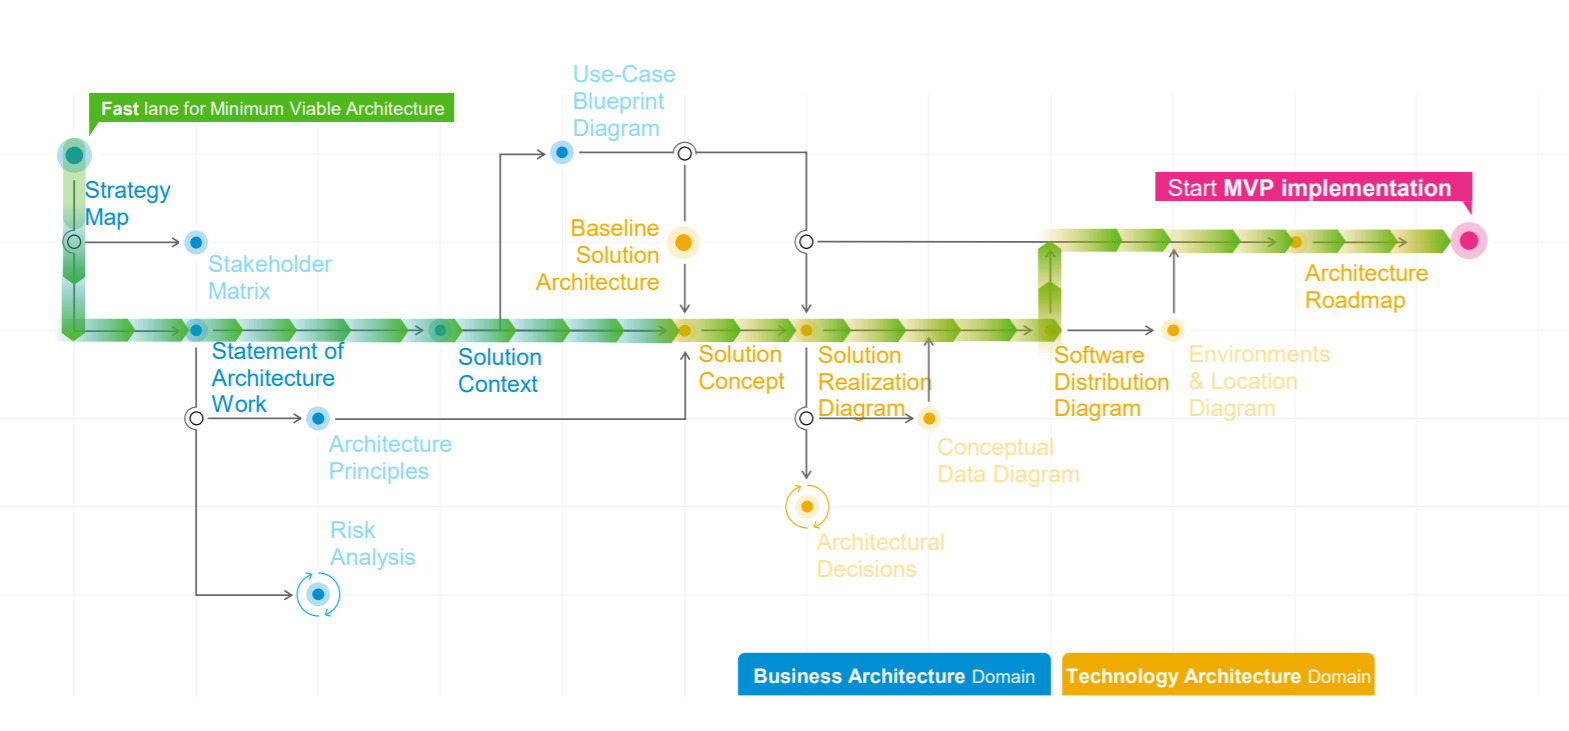 Use-Case
Blueprint
Diagram
Fast lane for Minimum Viable Architecture
Strategy
Map
Start MVP implementation
Baseline
Solution
Architecture
Stakeholder
Matrix
Architecture
Roadmap
Statement of
Architecture
Work
Solution
Context
Solution
Concept
Solution
Realization
Diagram
Software
Distribution
Diagram
Environments
& Location
Diagram
Architecture
Principles
Conceptual
Data Diagram
Risk
Analysis
Architectural
Decisions
Business Architecture Domain
Technology Architecture Domain